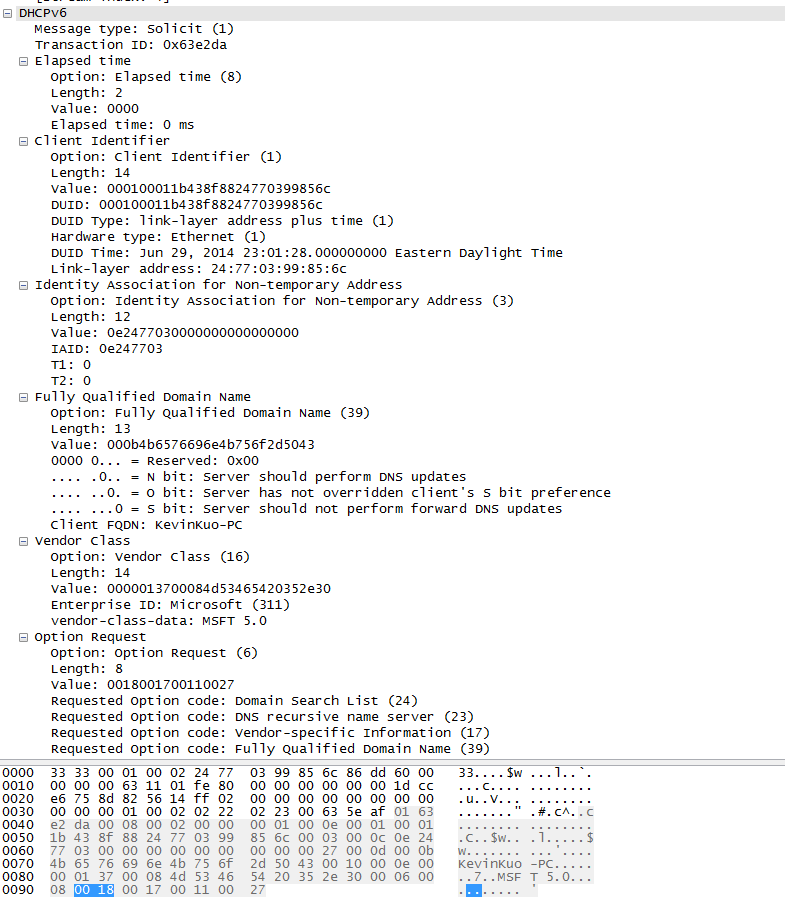 DHCPv6
Message type: Solicit (1)
Transaction ID: 0x63e2da
Elapsed time
Option: Elapsed time (8)
Length: 2
Value: 0000
Elapsed time: 0 ms
Client Identifier
Option: Client Identifier (1)
Length: 14
Value: 000100011b438f8824770399856c
DUID: 000100011b438f8824770399856c
DUID Type: link-layer address plus time (1)
Hardware type: Ethernet (1)
DUID Time: Jun 29, 2014 23:01:28.000000000 Eastern Daylight Time
Link-layer address: 24:77:03:99:85:6c
Identity Association for Non-temporary Address
Option: Identity Association for Non-temporary Address (3)
Length: 12
Value: 0e2477030000000000000000
IAID: 0e247703
T1: 0
T2: 0
Fully Qualified Domain Name
Option: Fully Qualified Domain Name (39)
Length: 13
Value: 000b4b6576696e4b756f2d5043
0000 0... = Reserved: 0x00
.... .0.. = N bit: Server should perform DNS updates
.... ..0. = O bit: Server has not overridden client's S bit preference
.... ...0 = S bit: Server should not perform forward DNS updates
Client FQDN: KevinKuo-PC
Vendor Class
Option: Vendor Class (16)
Length: 14
Value: 0000013700084d53465420352e30
Enterprise ID: Microsoft (311)
vendor-class-data: MSFT 5.0
Option Request
Option: Option Request (6)
Length: 8
Value: 0018001700110027
Requested Option code: Domain Search List (24)
Requested Option code: DNS recursive name server (23)
Requested Option code: Vendor-specific Information (17)
Requested Option code: Fully Qualified Domain Name (39)
0000 33 33 00 01 00 02 24 77 03 99 85 6c 86 dd 60 00 33....$w ...l..`.
0010 00 00 00 63 11 01 fe 80 00 00 00 00 00 00 1d cc ...c.... ........
0020 e6 75 8d 82 56 14 ff 02 00 00 00 00 00 00 00 00 .u..V... ........
0030 00 00 00 01 00 02 02 22 02 23 00 63 5e af 01 63 ......." .#.c^..c
0040 e2 da 00 08 00 02 00 00 00 01 00 0e 00 01 00 01 ........ ........
0050 1b 43 8f 88 24 77 03 99 85 6c 00 03 00 0c 0e 24 .C..$w.. .l.....$
0060 77 03 00 00 00 00 00 00 00 00 00 27 00 0d 00 0b w....... ...'....
0070 4b 65 76 69 6e 4b 75 6f 2d 50 43 00 10 00 0e 00 KevinKuo -PC.....
0080 00 01 37 00 08 4d 53 46 54 20 35 2e 30 00 06 00 ..7..MSF T 5.0...
0090 08 00 18 00 17 00 11 00 27 ........ '